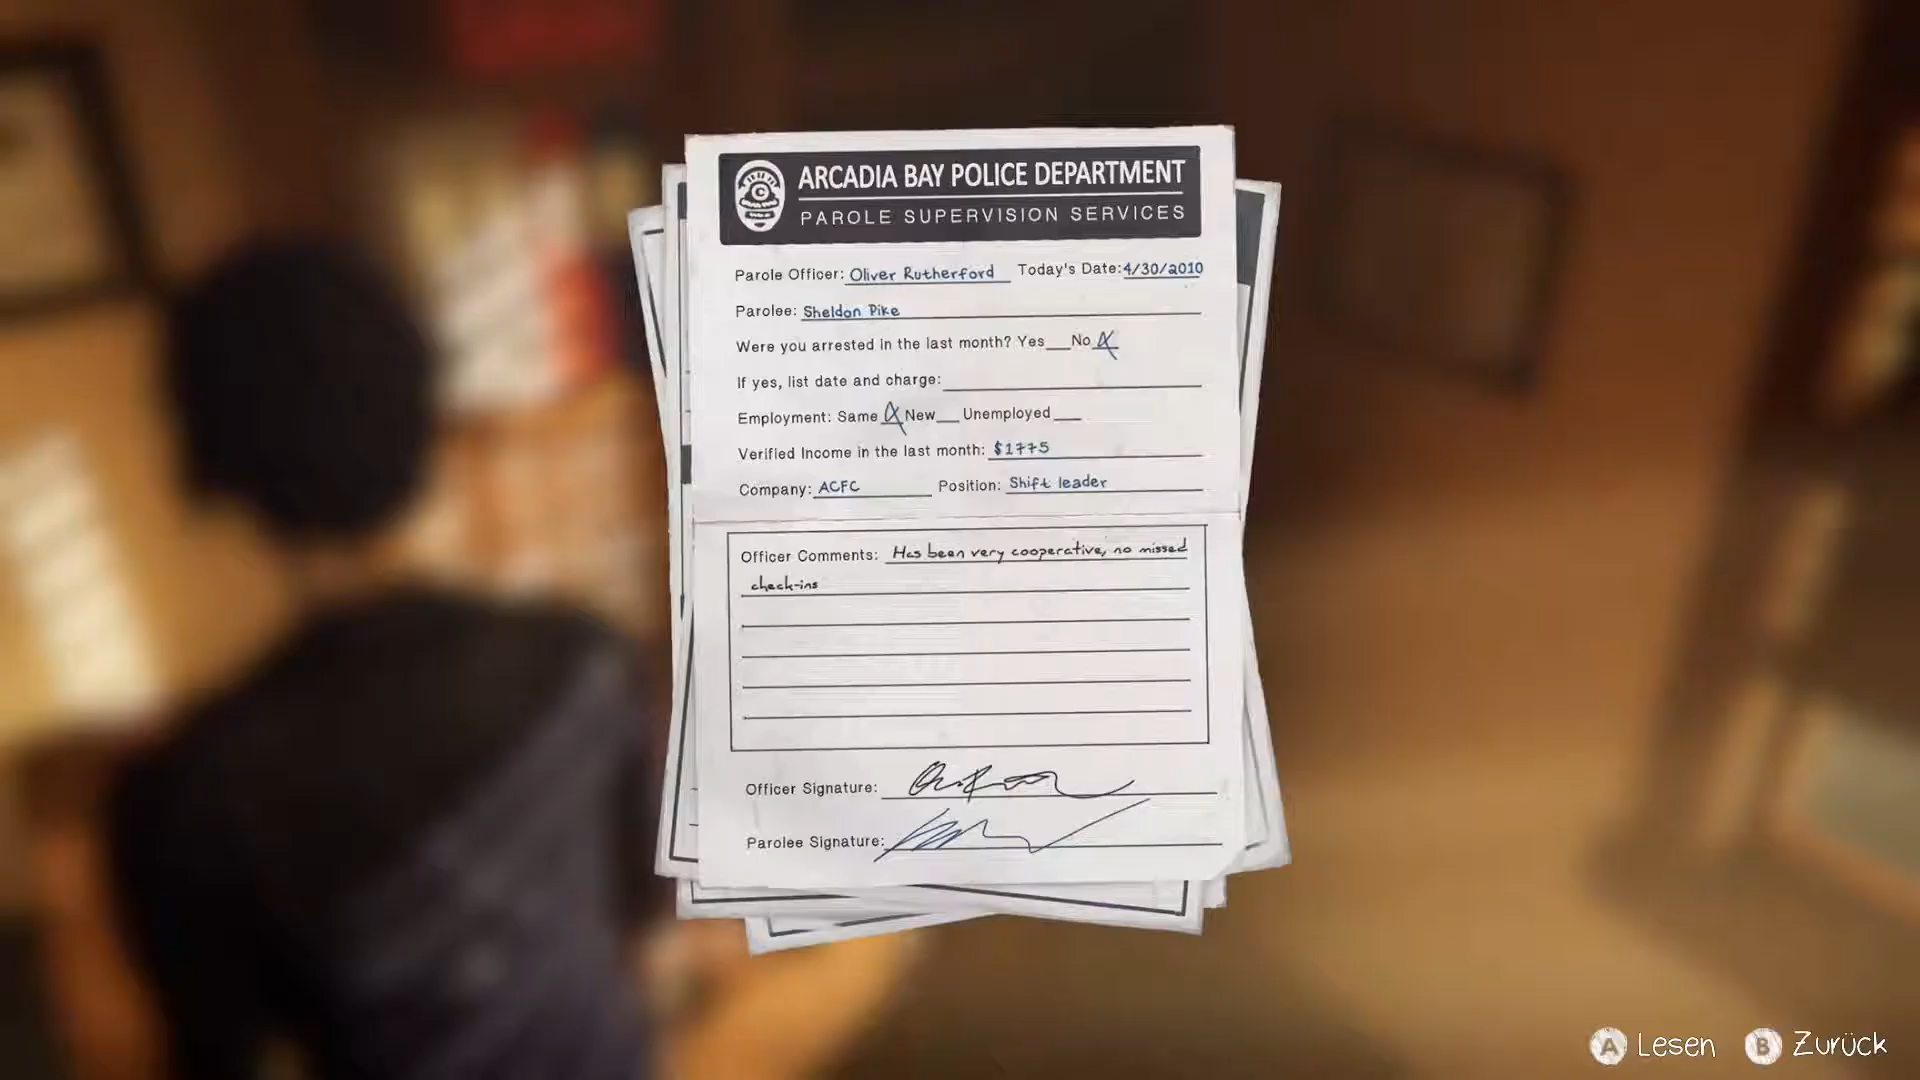 ARCADIA BAY POLICE DEPARTMENT
PAROLE SUPERVISION SERVICES
Parole Officer: Oliver Rutherford Today's Date: 4/30/2010
Parolee: Sheldon Pike
Were you arrested in the last month? Yes__ No X
If yes, list date and charge:
Employment: Same X New__ Unemployed__
Verified Income in the last month: $1775
Company: ACFC Position: Shift leader
Officer Comments: Has been very cooperative, no missed
check-ins
Officer Signature:
Parolee Signature:
A Lesen B Zurück